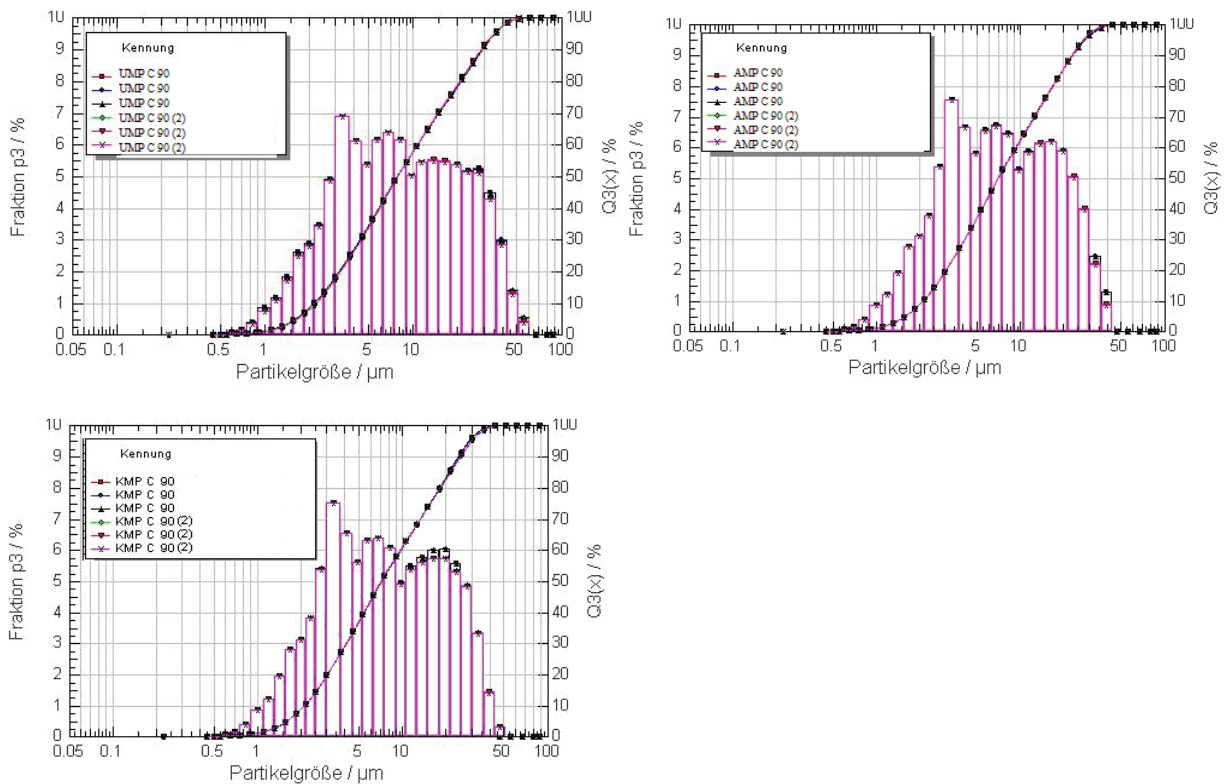 10
9
8
7
6
5
4
3
2
1
0
Fraktion p3 / %
Kennung
UMP C 90
UMP C 90
UMP C 90
UMP C 90 (2)
UMP C 90 (2)
UMP C 90 (2)
100
90
80
70
60
50
40
30
20
10
0
Q3(x) / %
0.05 0.1 0.5 1 5 10 50 100
Partikelgröße / µm
10
9
8
7
6
5
4
3
2
1
0
Fraktion p3 / %
Kennung
AMP C 90
AMP C 90
AMP C 90
AMP C 90 (2)
AMP C 90 (2)
AMP C 90 (2)
100
90
80
70
60
50
40
30
20
10
0
Q3(x) / %
0.05 0.1 0.5 1 5 10 50 100
Partikelgröße / µm
10
9
8
7
6
5
4
3
2
1
0
Fraktion p3 / %
Kennung
KMP C 90
KMP C 90
KMP C 90
KMP C 90 (2)
KMP C 90 (2)
KMP C 90 (2)
100
90
80
70
60
50
40
30
20
10
0
Q3(x) / %
0.05 0.1 0.5 1 5 10 50 100
Partikelgröße / µm